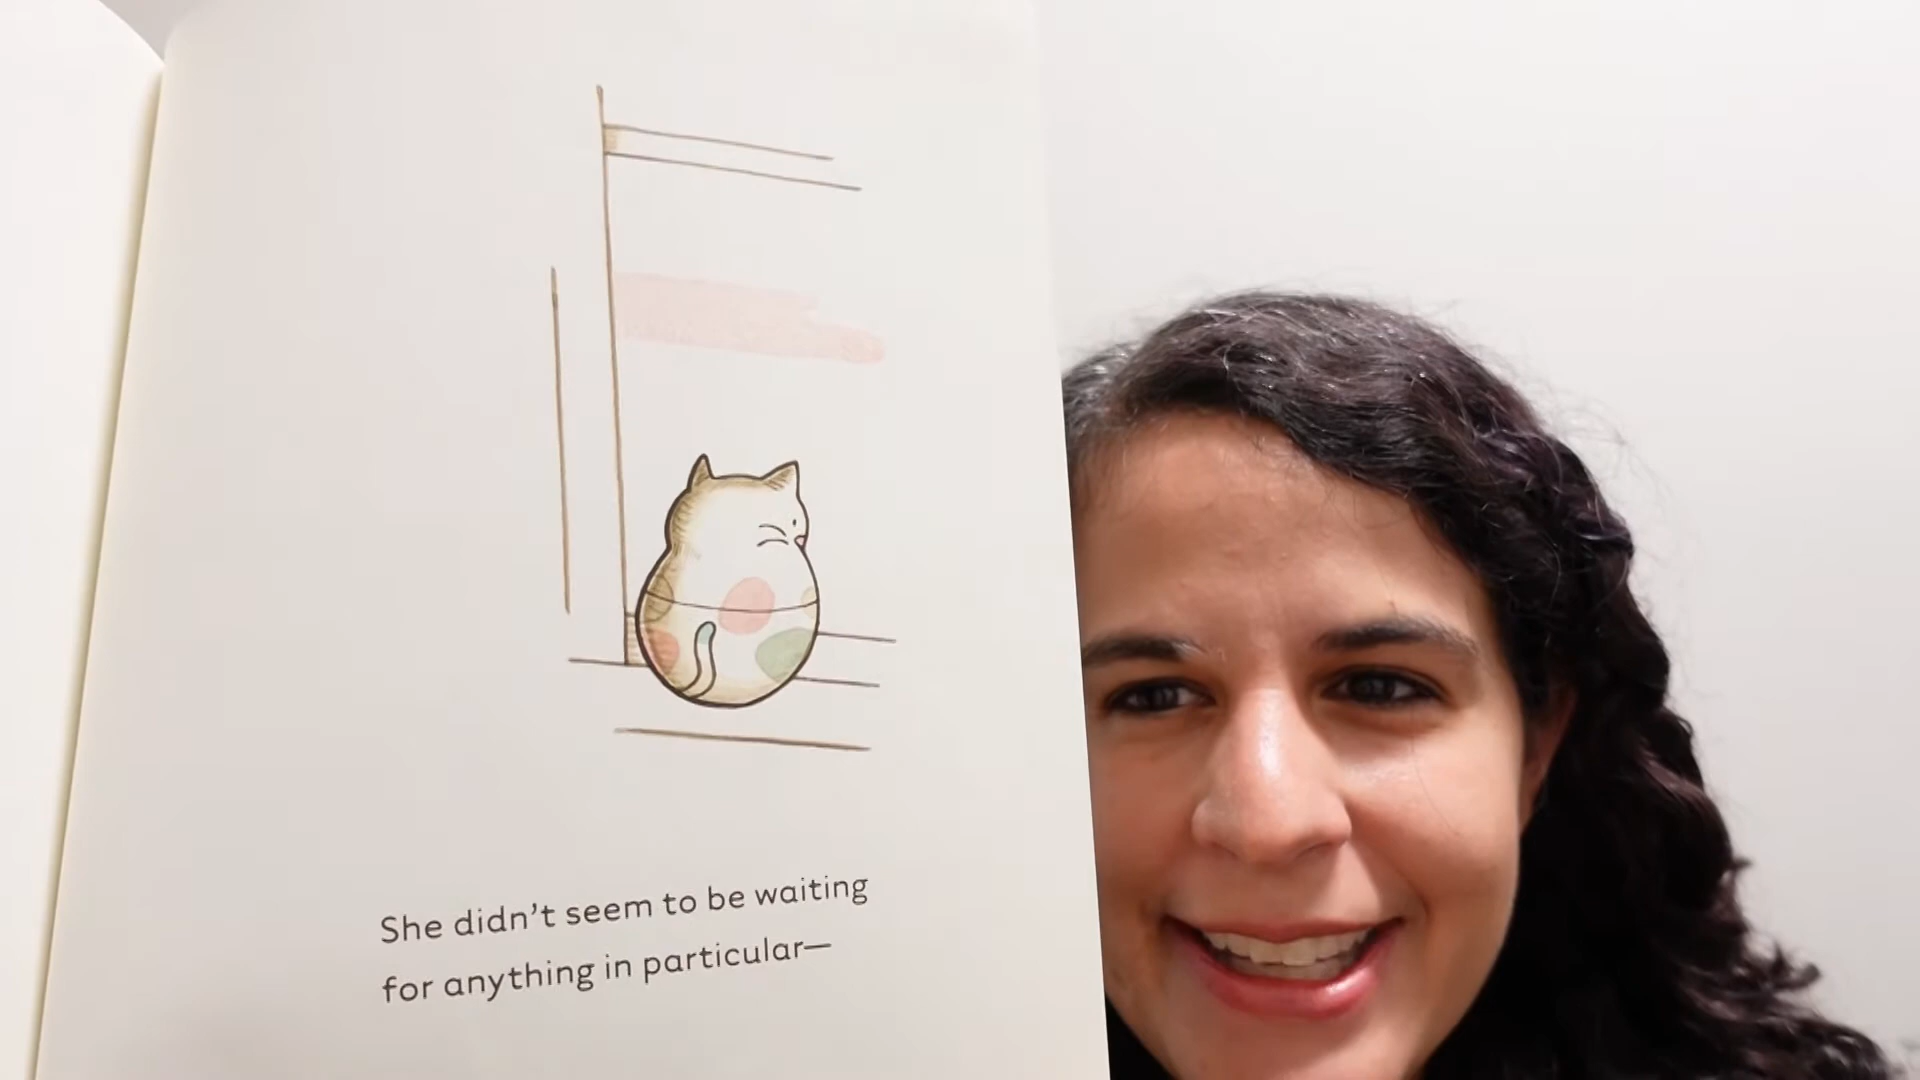 She didn't seem to be waiting
for anything in particular—